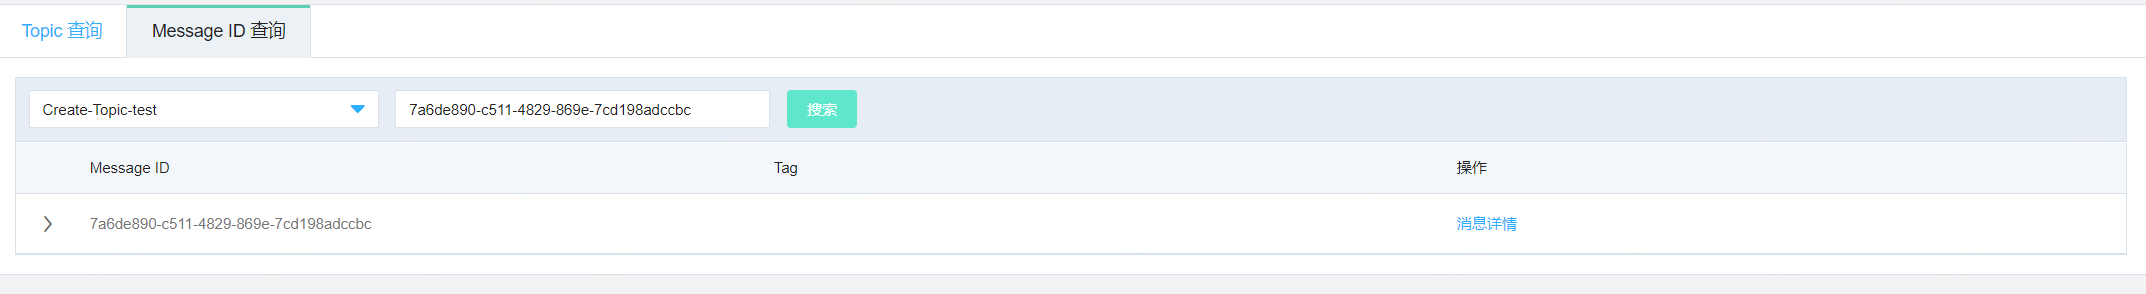 Topic 查询 Message ID 查询
Create-Topic-test 7a6de890-c511-4829-869e-7cd198adccbc 搜索
Message ID Tag 操作
7a6de890-c511-4829-869e-7cd198adccbc 消息详情